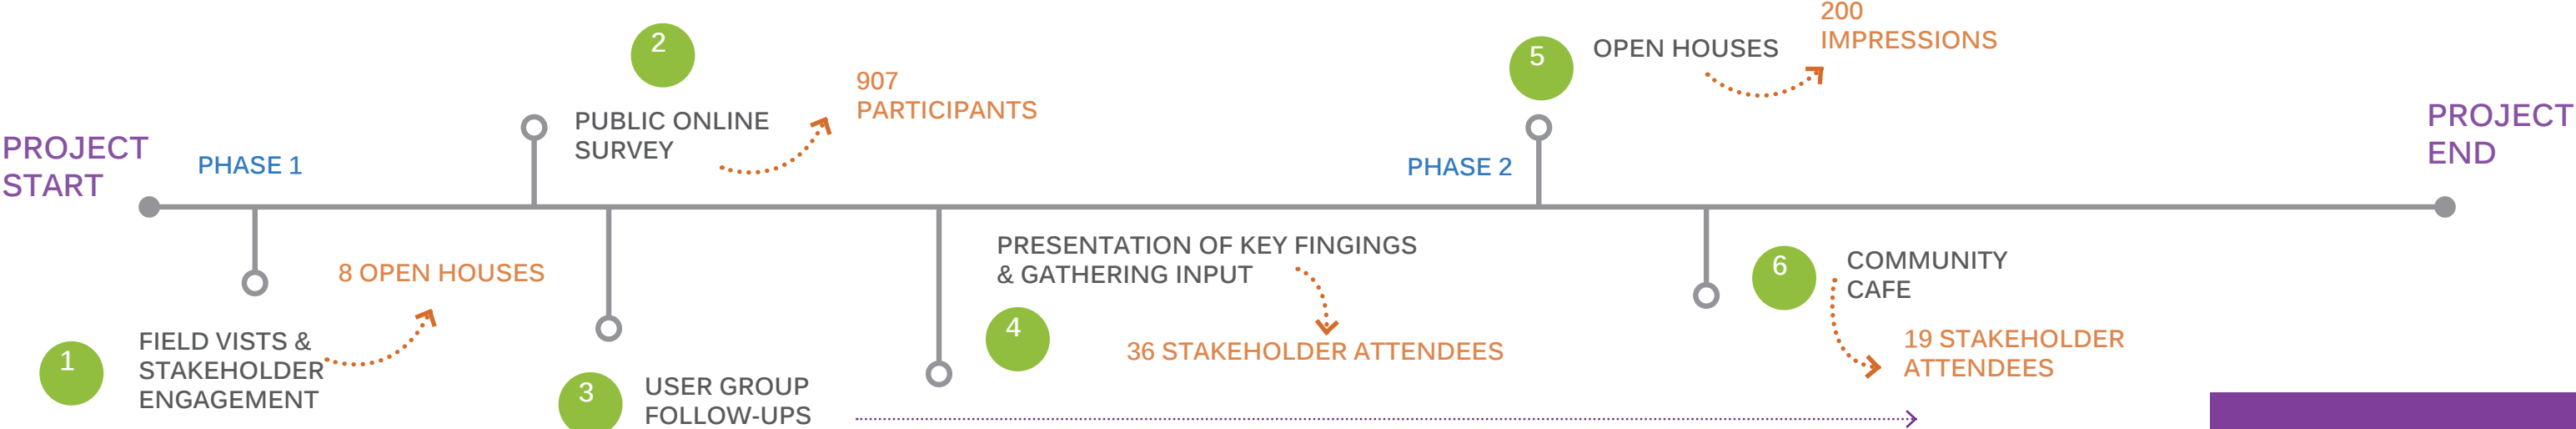 PROJECT
START
PHASE 1
1
FIELD VISTS &
STAKEHOLDER
ENGAGEMENT
8 OPEN HOUSES
2
PUBLIC ONLINE
SURVEY
907
PARTICIPANTS
3
USER GROUP
FOLLOW-UPS
4
PRESENTATION OF KEY FINGINGS
& GATHERING INPUT
36 STAKEHOLDER ATTENDEES
PHASE 2
5
OPEN HOUSES
200
IMPRESSIONS
6
COMMUNITY
CAFE
19 STAKEHOLDER
ATTENDEES
PROJECT
END